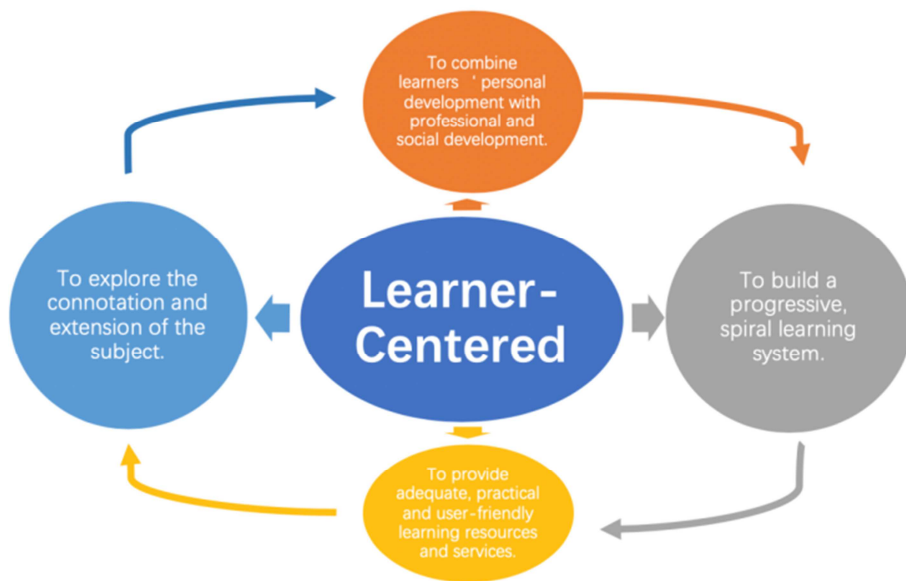 To combine
learners ‘ personal
development with
professional and
social development.
To explore the
connotation and
extension of the
subject.
Learner-
Centered
To build a
progressive,
spiral learning
system.
To provide
adequate, practical
and user-friendly
learning resources
and services.